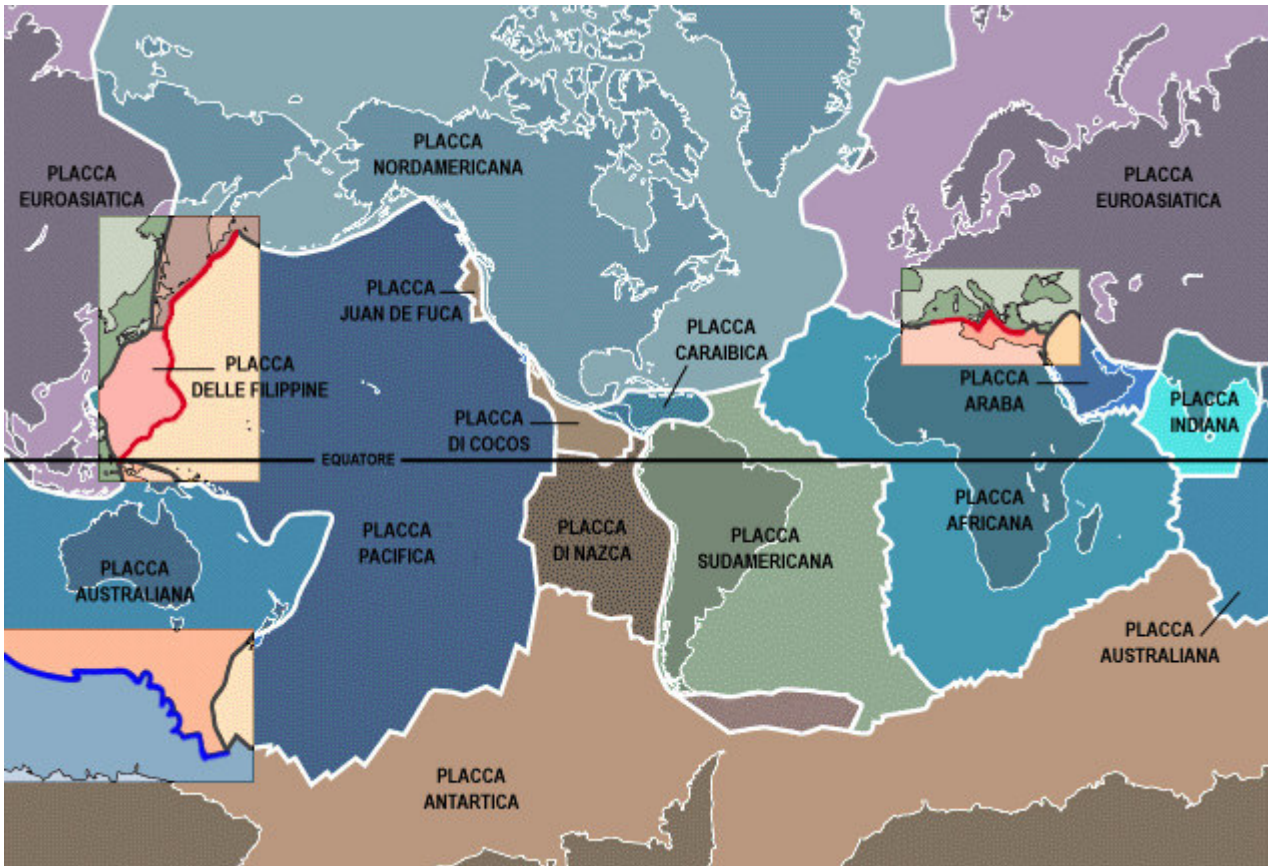 PLACCA
NORDAMERICANA
PLACCA
EUROASIATICA
PLACCA
EUROASIATICA
PLACCA
JUAN DE FUCA
PLACCA
CARAIBICA
PLACCA
DELLE FILIPPINE
PLACCA
ARABA
PLACCA
INDIANA
PLACCA
DI COCOS
EQUATORE
PLACCA
AFRICANA
PLACCA
PACIFICA
PLACCA
DI NAZCA
PLACCA
SUDAMERICANA
PLACCA
AUSTRALIANA
PLACCA
AUSTRALIANA
PLACCA
ANTARTICA